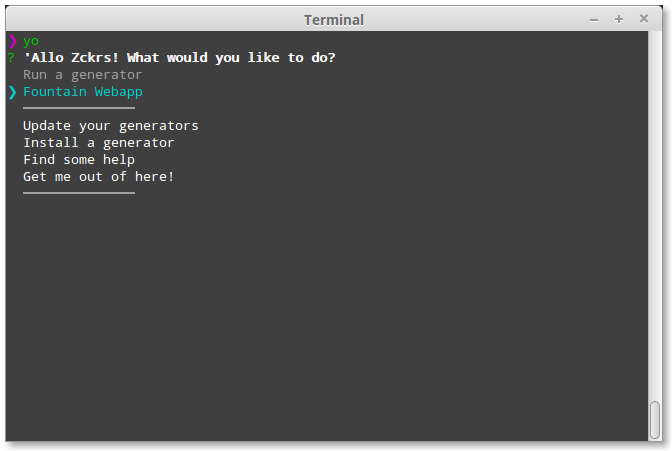 Terminal
❯ yo
? 'Allo Zckrs! What would you like to do?
Run a generator
❯ Fountain Webapp
Update your generators
Install a generator
Find some help
Get me out of here!